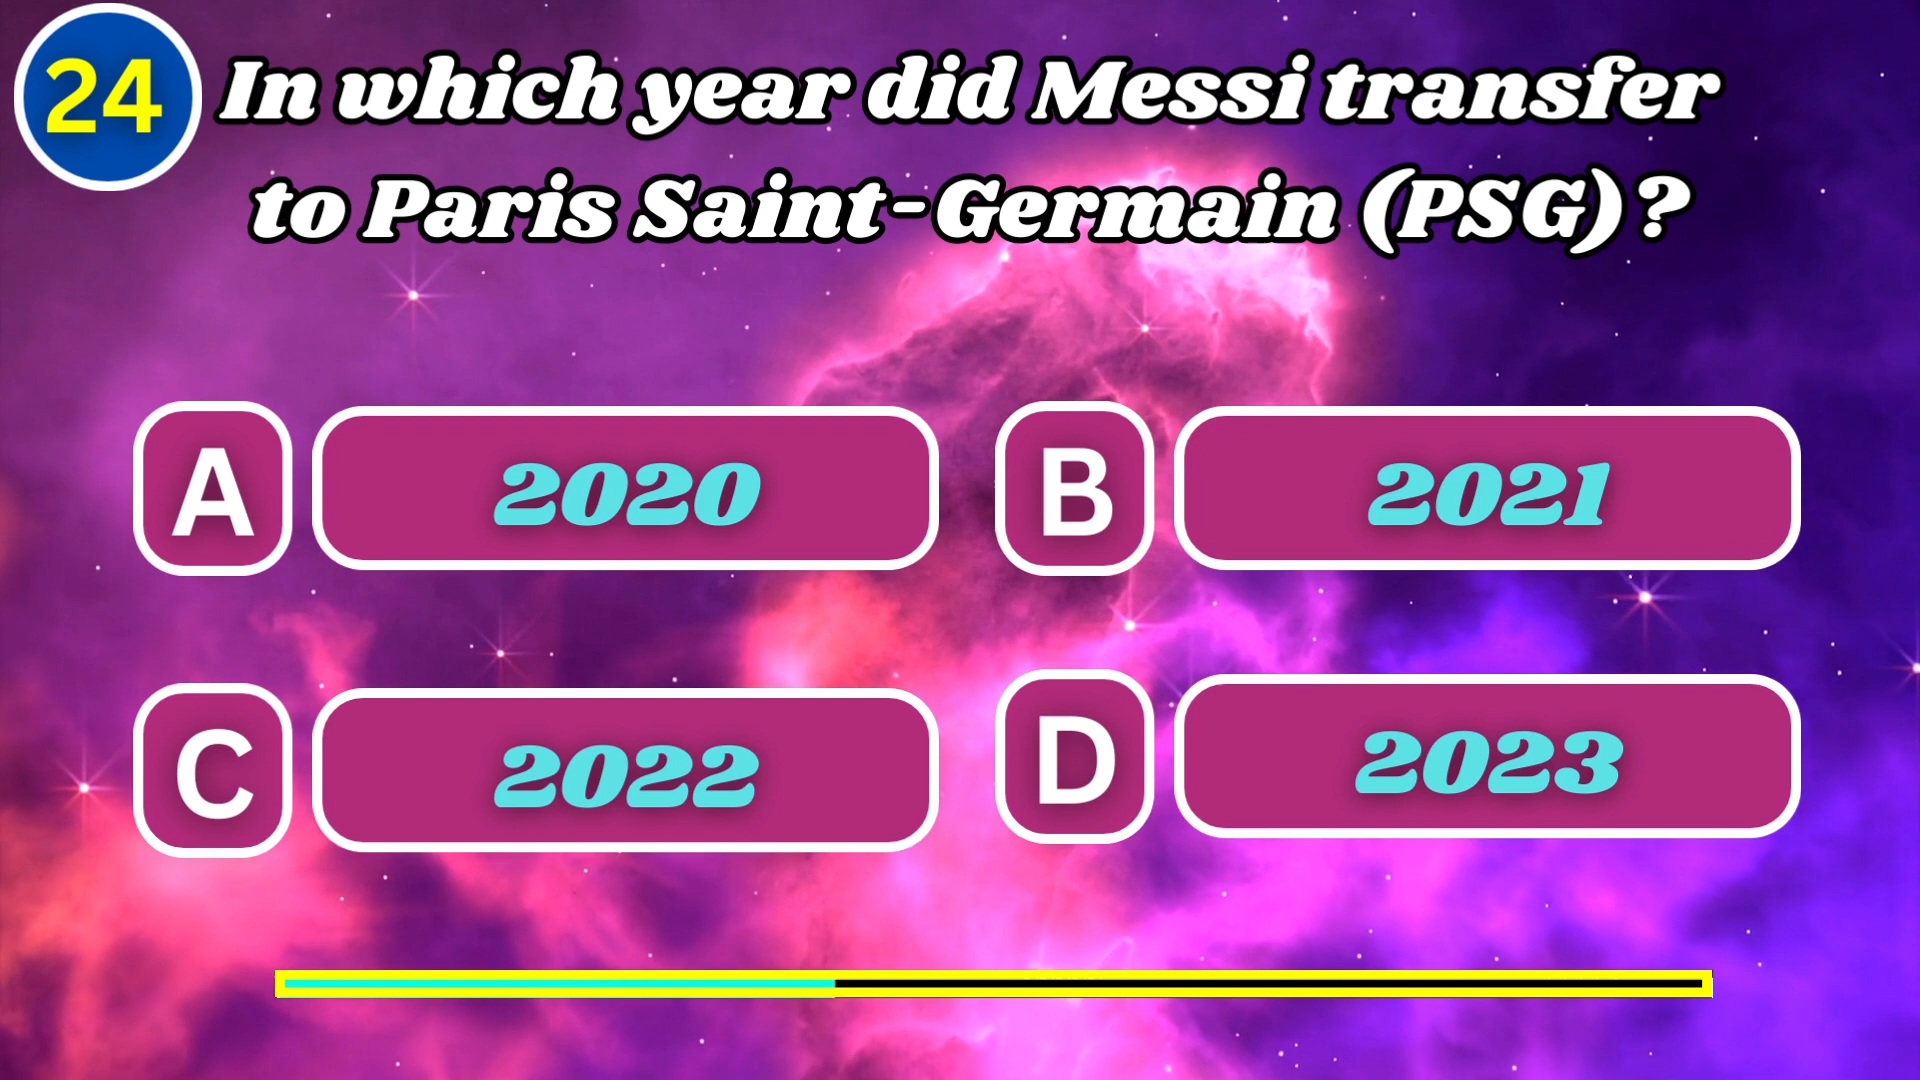 24
In which year did Messi transfer
to Paris Saint-Germain (PSG)?
A 2020
B 2021
C 2022
D 2023